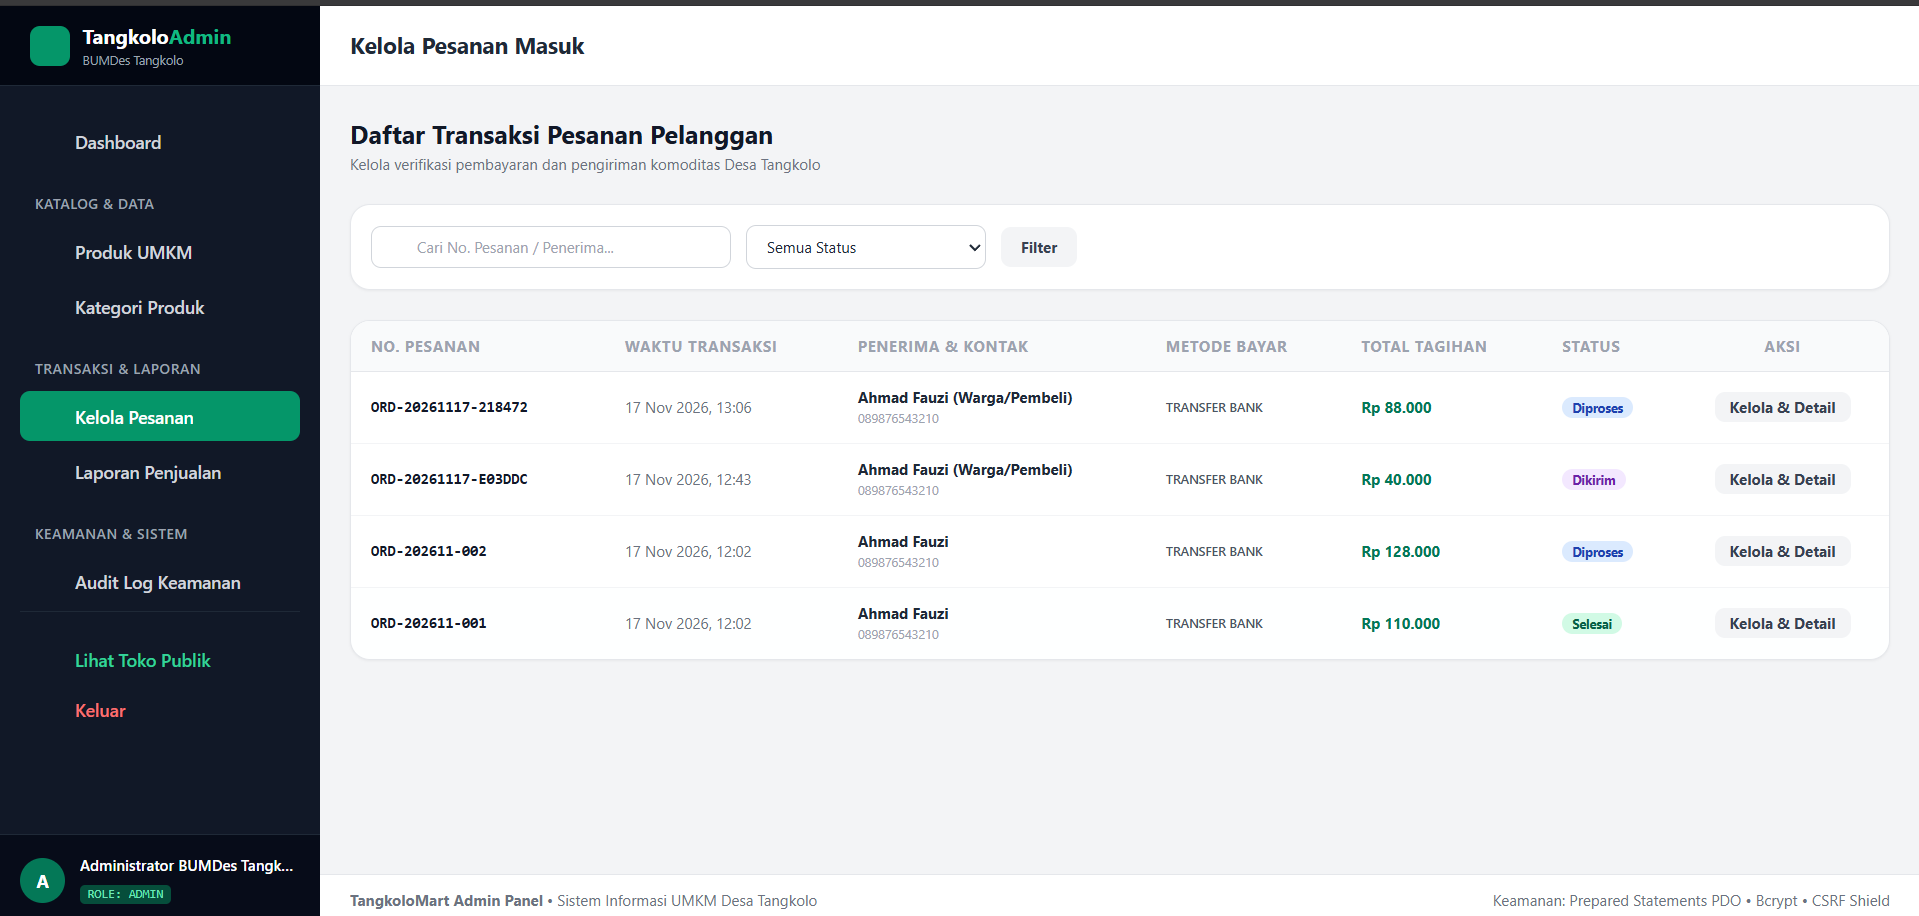 TangkoloAdmin
BUMDes Tangkolo
Dashboard
KATALOG & DATA
Produk UMKM
Kategori Produk
TRANSAKSI & LAPORAN
Kelola Pesanan
Laporan Penjualan
KEAMANAN & SISTEM
Audit Log Keamanan
Lihat Toko Publik
Keluar
A
Administrator BUMDes Tangk...
ROLE: ADMIN
Kelola Pesanan Masuk
Daftar Transaksi Pesanan Pelanggan
Kelola verifikasi pembayaran dan pengiriman komoditas Desa Tangkolo
Cari No. Pesanan / Penerima... Semua Status Filter
NO. PESANAN WAKTU TRANSAKSI PENERIMA & KONTAK METODE BAYAR TOTAL TAGIHAN STATUS AKSI
ORD-20261117-218472 17 Nov 2026, 13:06 Ahmad Fauzi (Warga/Pembeli) TRANSFER BANK Rp 88.000 Diproses Kelola & Detail
089876543210
ORD-20261117-E03DDC 17 Nov 2026, 12:43 Ahmad Fauzi (Warga/Pembeli) TRANSFER BANK Rp 40.000 Dikirim Kelola & Detail
089876543210
ORD-202611-002 17 Nov 2026, 12:02 Ahmad Fauzi TRANSFER BANK Rp 128.000 Diproses Kelola & Detail
089876543210
ORD-202611-001 17 Nov 2026, 12:02 Ahmad Fauzi TRANSFER BANK Rp 110.000 Selesai Kelola & Detail
089876543210
TangkoloMart Admin Panel • Sistem Informasi UMKM Desa Tangkolo
Keamanan: Prepared Statements PDO • Bcrypt • CSRF Shield